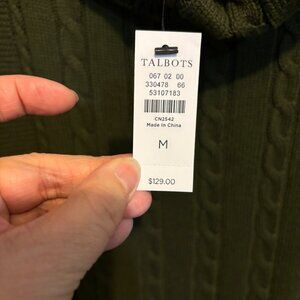 TALBOTS
067 02 00
330478 66
53107183
CN2542
Made in China
M
$129.00